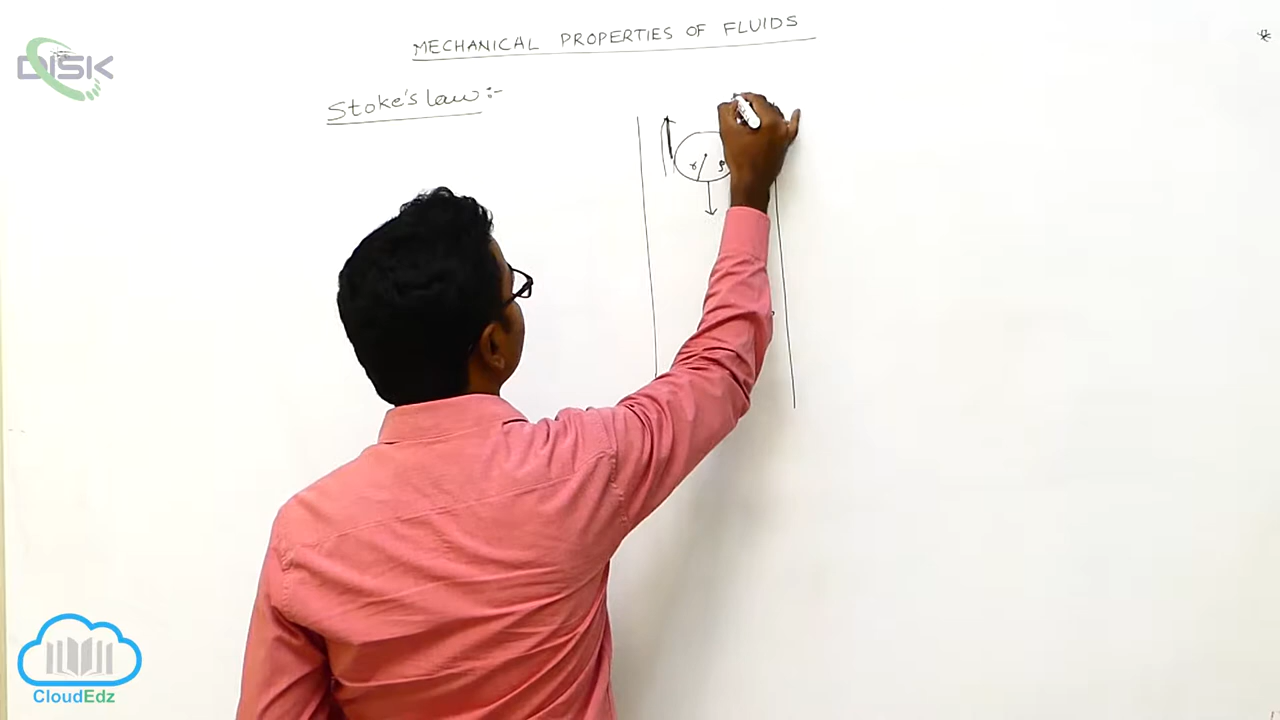 DISK
MECHANICAL PROPERTIES OF FLUIDS
*
Stoke's law :-
r ρ
CloudEdz